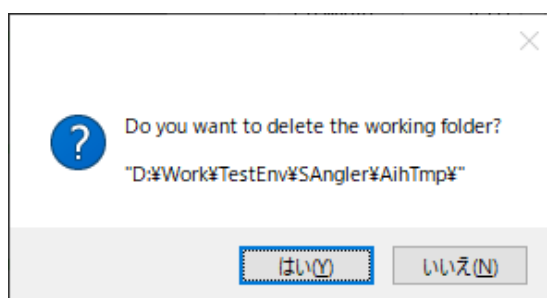 Do you want to delete the working folder?
"D:¥Work¥TestEnv¥SAngler¥AihTmp¥"
はい(Y)
いいえ(N)